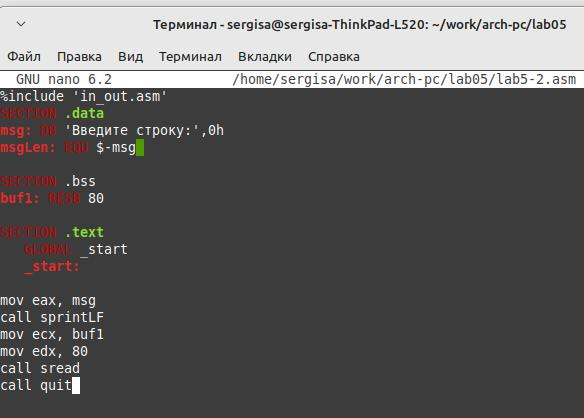 Терминал - sergisa@sergisa-ThinkPad-L520: ~/work/arch-pc/lab05
Файл Правка Вид Терминал Вкладки Справка
GNU nano 6.2 /home/sergisa/work/arch-pc/lab05/lab5-2.asm
%include 'in_out.asm'
SECTION .data
msg: DB 'Введите строку:',0h
msgLen: EQU $-msg
SECTION .bss
buf1: RESB 80
SECTION .text
GLOBAL _start
_start:
mov eax, msg
call sprintLF
mov ecx, buf1
mov edx, 80
call sread
call quit